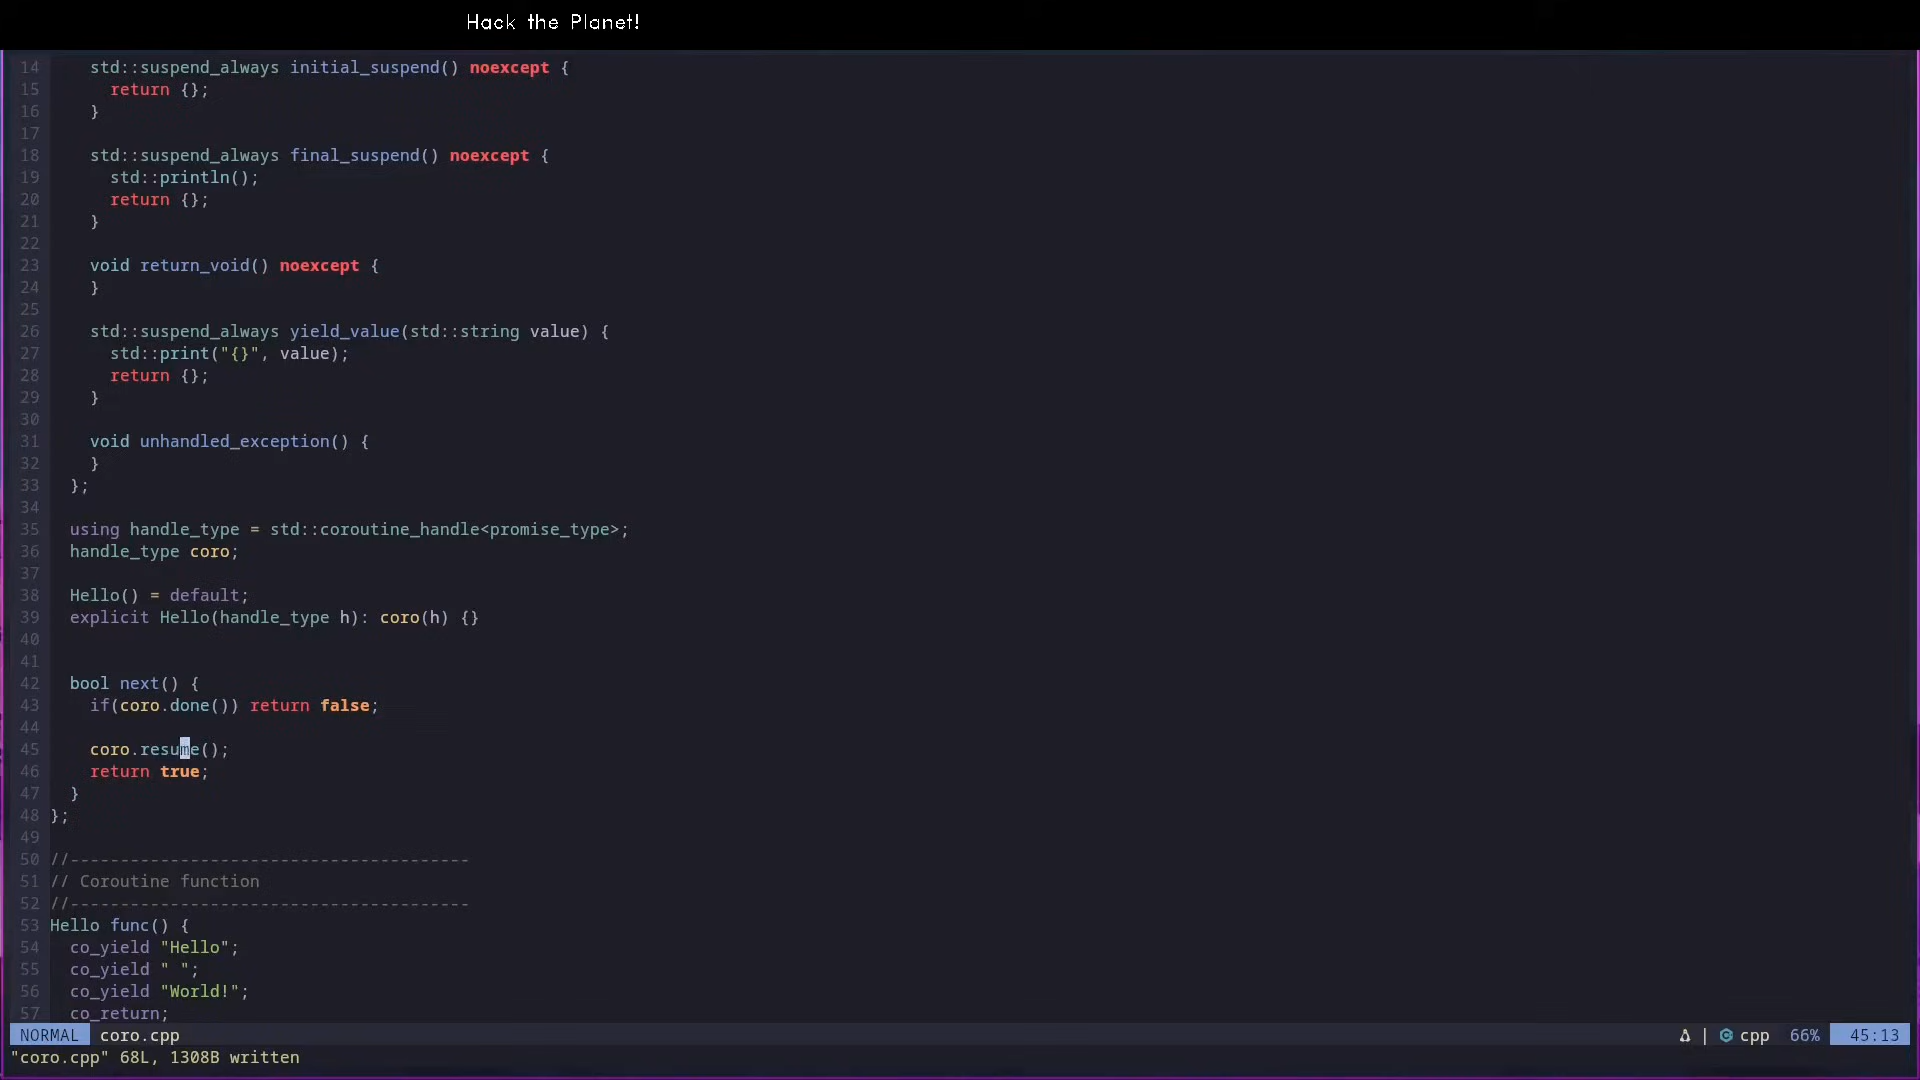 Hack the Planet!
14     std::suspend_always initial_suspend() noexcept {
15       return {};
16     }
17
18     std::suspend_always final_suspend() noexcept {
19       std::println();
20       return {};
21     }
22
23     void return_void() noexcept {
24     }
25
26     std::suspend_always yield_value(std::string value) {
27       std::print("{}", value);
28       return {};
29     }
30
31     void unhandled_exception() {
32     }
33   };
34
35   using handle_type = std::coroutine_handle<promise_type>;
36   handle_type coro;
37
38   Hello() = default;
39   explicit Hello(handle_type h): coro(h) {}
40
41
42   bool next() {
43     if(coro.done()) return false;
44
45     coro.resume();
46     return true;
47   }
48 };
49
50 //----------------------------------------
51 // Coroutine function
52 //----------------------------------------
53 Hello func() {
54   co_yield "Hello";
55   co_yield " ";
56   co_yield "World!";
57   co_return;
NORMAL coro.cpp | cpp 66% 45:13
"coro.cpp" 68L, 1308B written